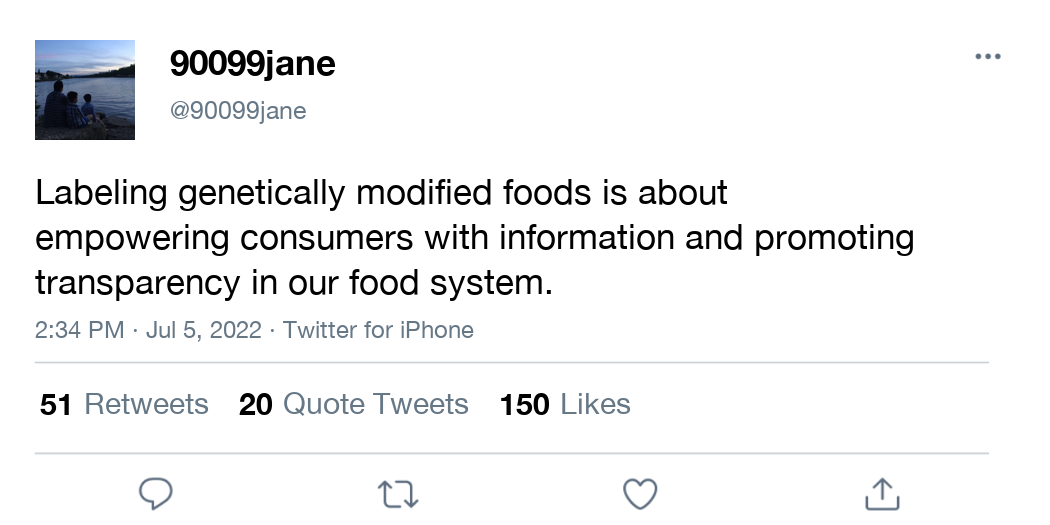 90099jane
@90099jane
Labeling genetically modified foods is about
empowering consumers with information and promoting
transparency in our food system.
2:34 PM · Jul 5, 2022 · Twitter for iPhone
51 Retweets 20 Quote Tweets 150 Likes